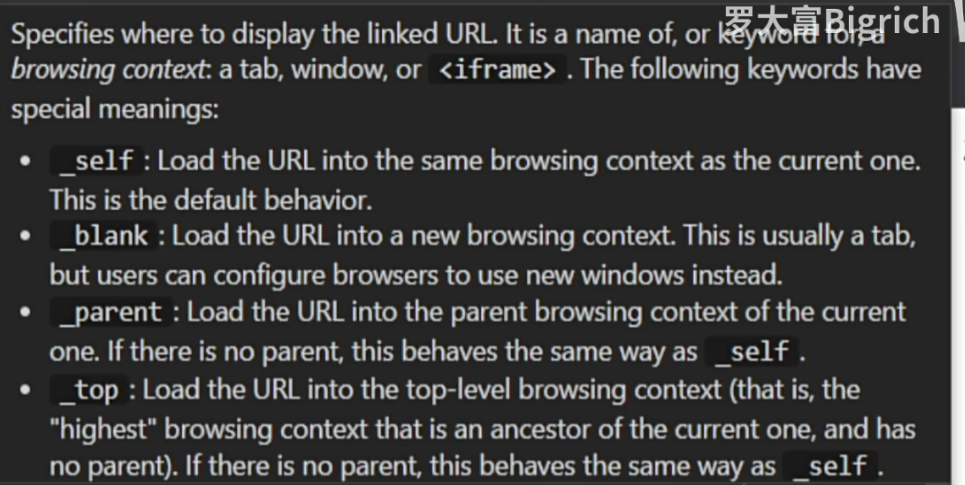 罗大富Bigrich
Specifies where to display the linked URL. It is a name of, or keyword for, a
browsing context: a tab, window, or <iframe>. The following keywords have
special meanings:
• _self: Load the URL into the same browsing context as the current one.
This is the default behavior.
• _blank: Load the URL into a new browsing context. This is usually a tab,
but users can configure browsers to use new windows instead.
• _parent: Load the URL into the parent browsing context of the current
one. If there is no parent, this behaves the same way as _self.
• _top: Load the URL into the top-level browsing context (that is, the
"highest" browsing context that is an ancestor of the current one, and has
no parent). If there is no parent, this behaves the same way as _self.